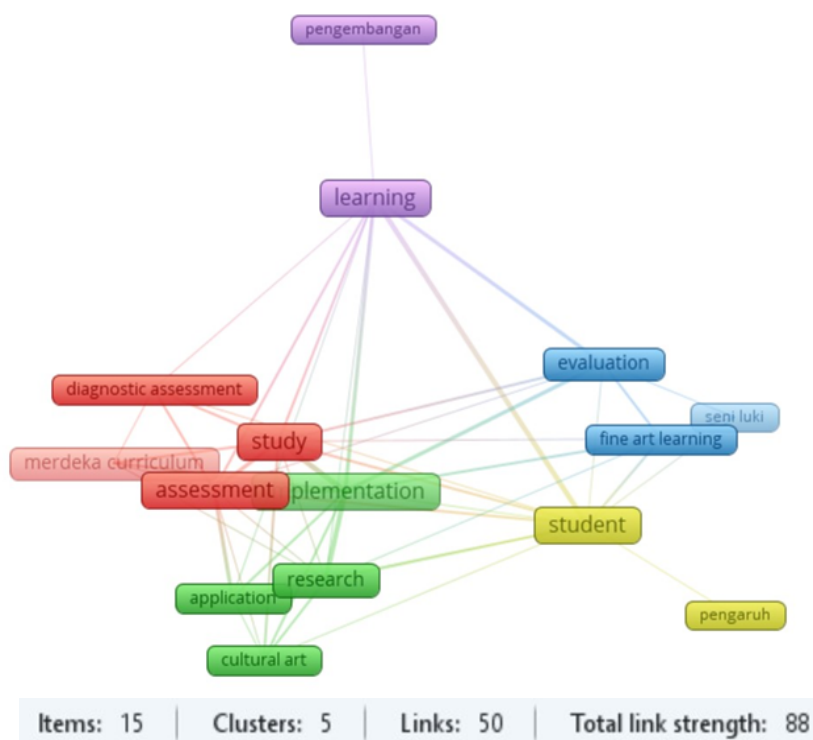 pengembangan
learning
evaluation
diagnostic assessment
seni luki
study
fine art learning
merdeka curriculum
assessment
plementation
student
research
application
pengaruh
cultural art
Items: 15 Clusters: 5 Links: 50 Total link strength: 88